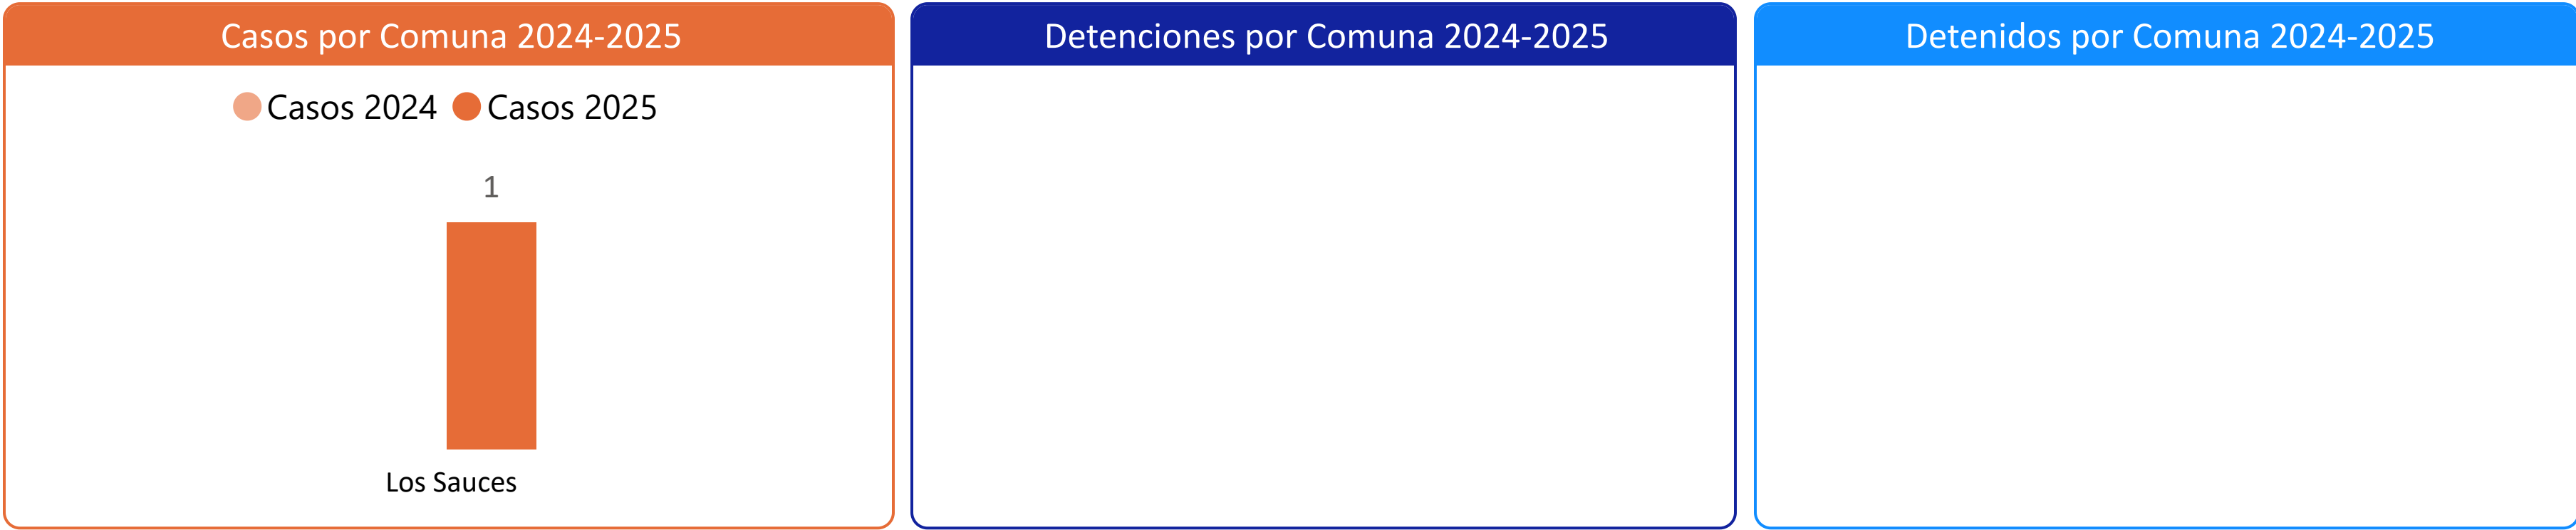 Casos por Comuna 2024-2025
Casos 2024 Casos 2025
1
Los Sauces
Detenciones por Comuna 2024-2025
Detenidos por Comuna 2024-2025